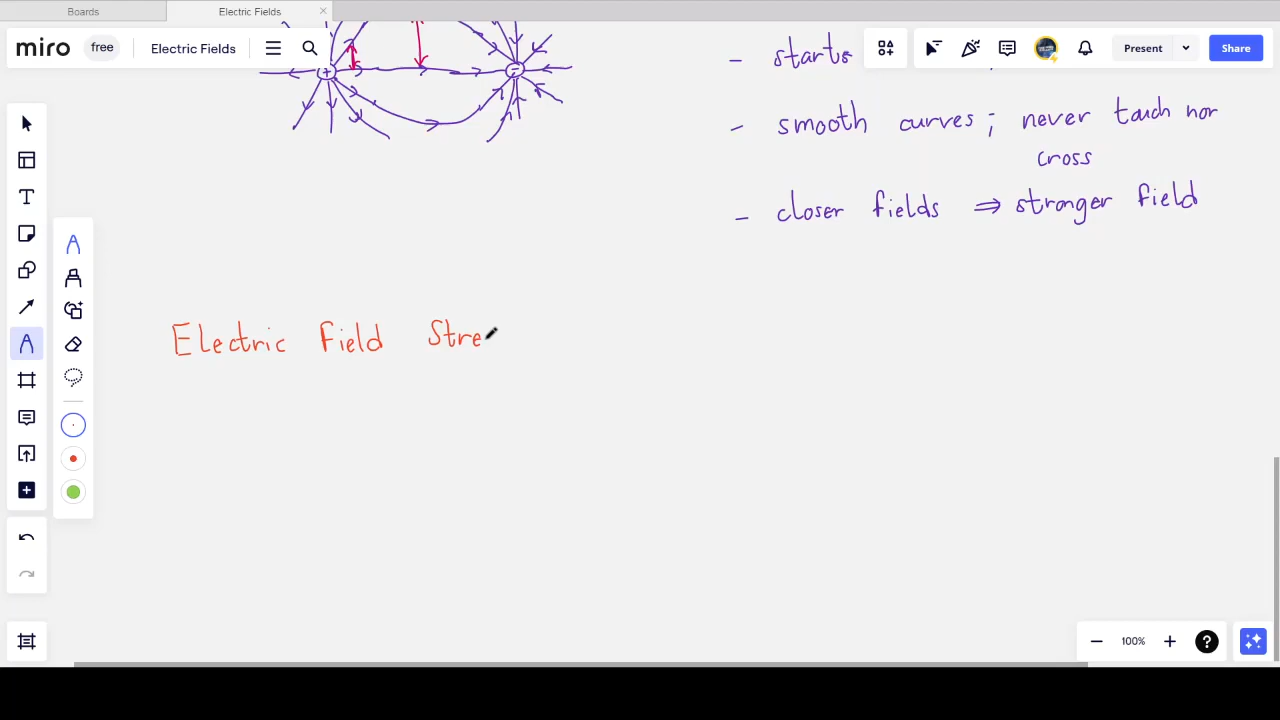 Boards
Electric Fields
miro free Electric Fields
Present Share
+ -
- starts
- smooth curves ; never touch nor
cross
- closer fields ⇒ stronger field
Electric Field Stre
100%